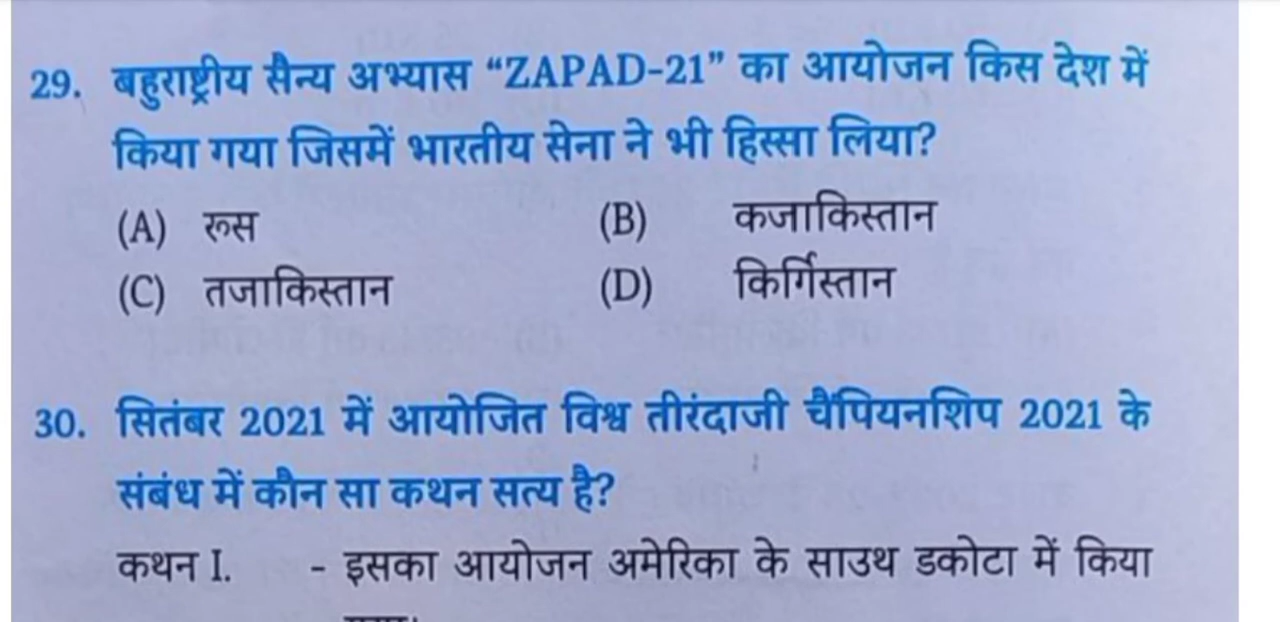 29. बहुराष्ट्रीय सैन्य अभ्यास “ZAPAD-21” का आयोजन किस देश में
किया गया जिसमें भारतीय सेना ने भी हिस्सा लिया?
(A) रूस (B) कजाकिस्तान
(C) तजाकिस्तान (D) किर्गिस्तान
30. सितंबर 2021 में आयोजित विश्व तीरंदाजी चैंपियनशिप 2021 के
संबंध में कौन सा कथन सत्य है?
कथन I. - इसका आयोजन अमेरिका के साउथ डकोटा में किया